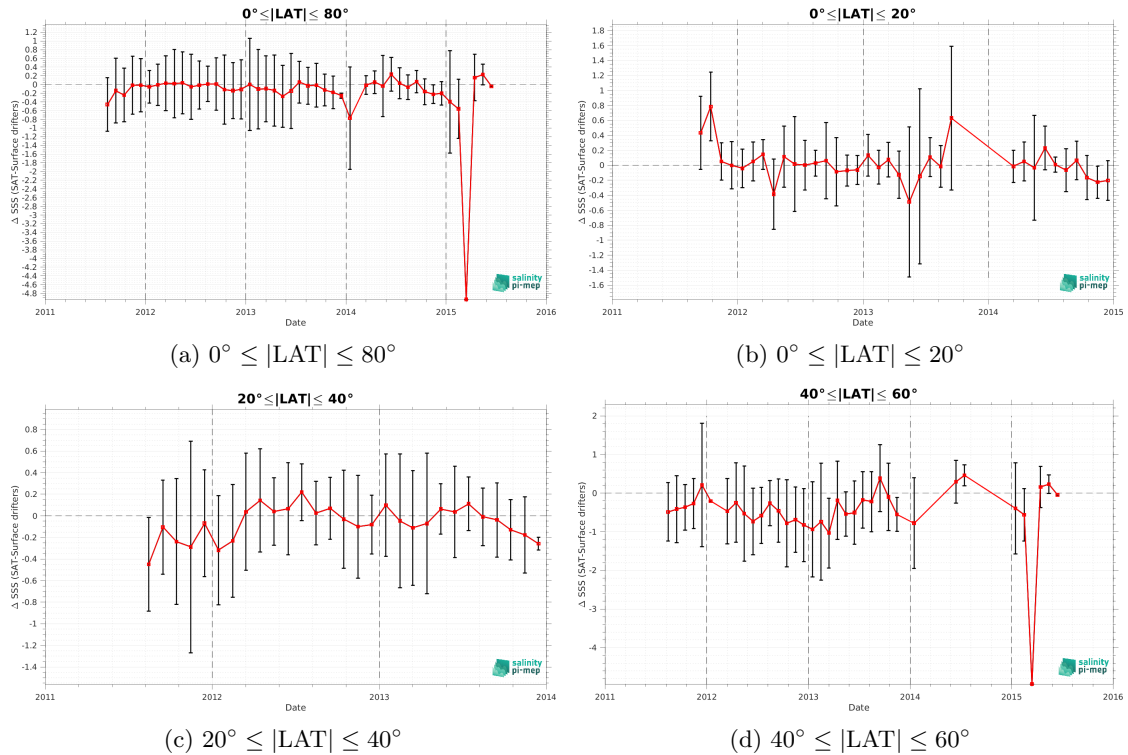 0°≤|LAT|≤ 80°
Δ SSS (SAT-Surface drifters)
1.2
1
0.8
0.6
0.4
0.2
0
-0.2
-0.4
-0.6
-0.8
-1
-1.2
-1.4
-1.6
-1.8
-2
-2.2
-2.4
-2.6
-2.8
-3
-3.2
-3.4
-3.6
-3.8
-4
-4.2
-4.4
-4.6
-4.8
2011 2012 2013 2014 2015 2016
Date
salinity
pi-mep
(a) 0° ≤ |LAT| ≤ 80°
0°≤|LAT|≤ 20°
Δ SSS (SAT-Surface drifters)
1.8
1.6
1.4
1.2
1
0.8
0.6
0.4
0.2
0
-0.2
-0.4
-0.6
-0.8
-1
-1.2
-1.4
-1.6
2011 2012 2013 2014 2015
Date
salinity
pi-mep
(b) 0° ≤ |LAT| ≤ 20°
20°≤|LAT|≤ 40°
Δ SSS (SAT-Surface drifters)
0.8
0.6
0.4
0.2
0
-0.2
-0.4
-0.6
-0.8
-1
-1.2
-1.4
2011 2012 2013 2014
Date
salinity
pi-mep
(c) 20° ≤ |LAT| ≤ 40°
40°≤|LAT|≤ 60°
Δ SSS (SAT-Surface drifters)
2
1
0
-1
-2
-3
-4
2011 2012 2013 2014 2015 2016
Date
salinity
pi-mep
(d) 40° ≤ |LAT| ≤ 60°